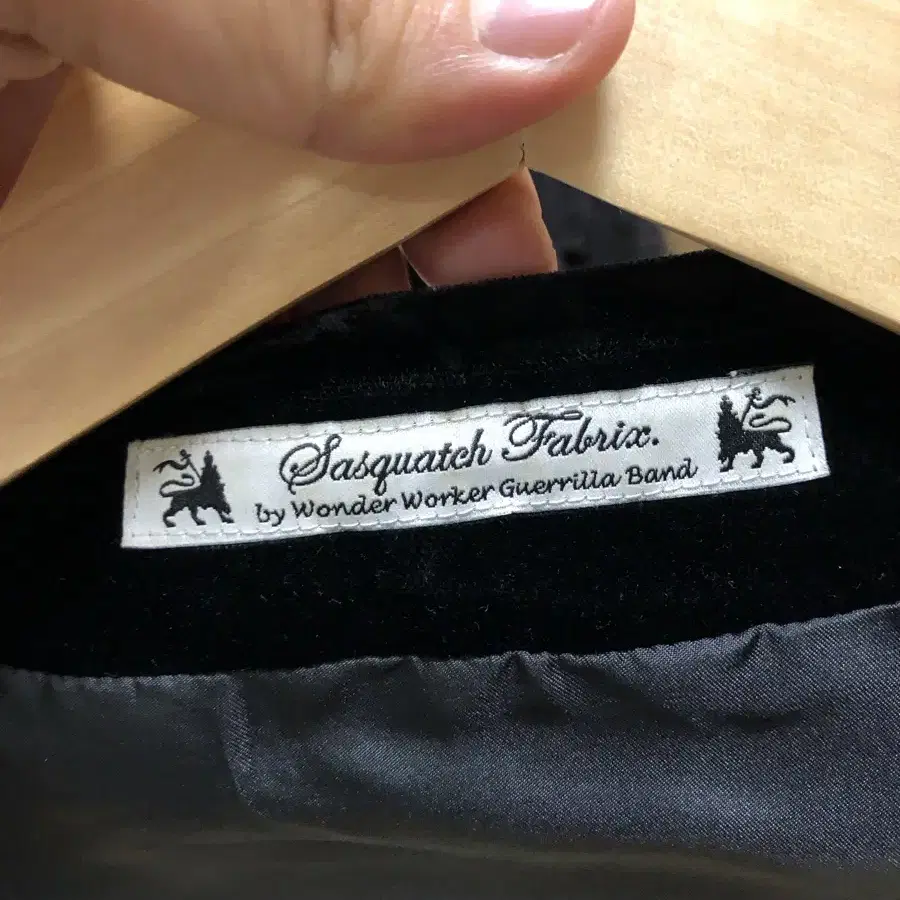 Sasquatch Fabrix.
by Wonder Worker Guerrilla Band